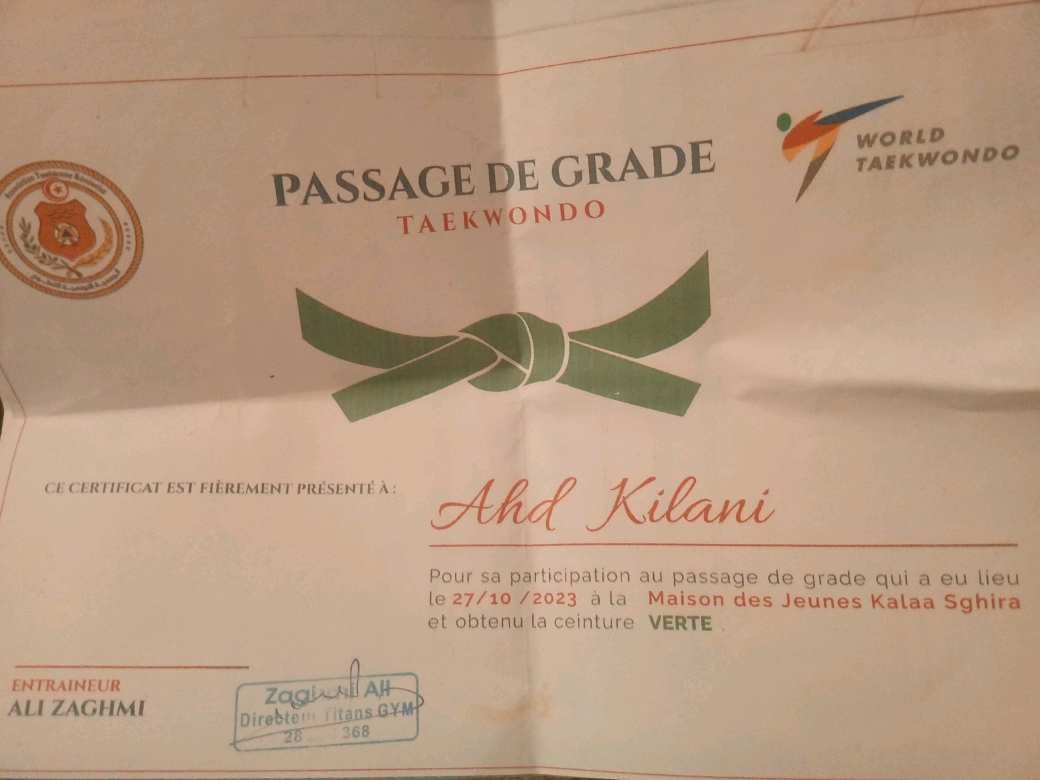 WORLD
TAEKWONDO
PASSAGE DE GRADE
TAEKWONDO
CE CERTIFICAT EST FIÈREMENT PRÉSENTÉ À :
Ahd Kilani
Pour sa participation au passage de grade qui a eu lieu
le 27/10 /2023 à la Maison des Jeunes Kalaa Sghira
et obtenu la ceinture VERTE .
ENTRAINEUR
ALI ZAGHMI
Ali
Titans GYM
28 368